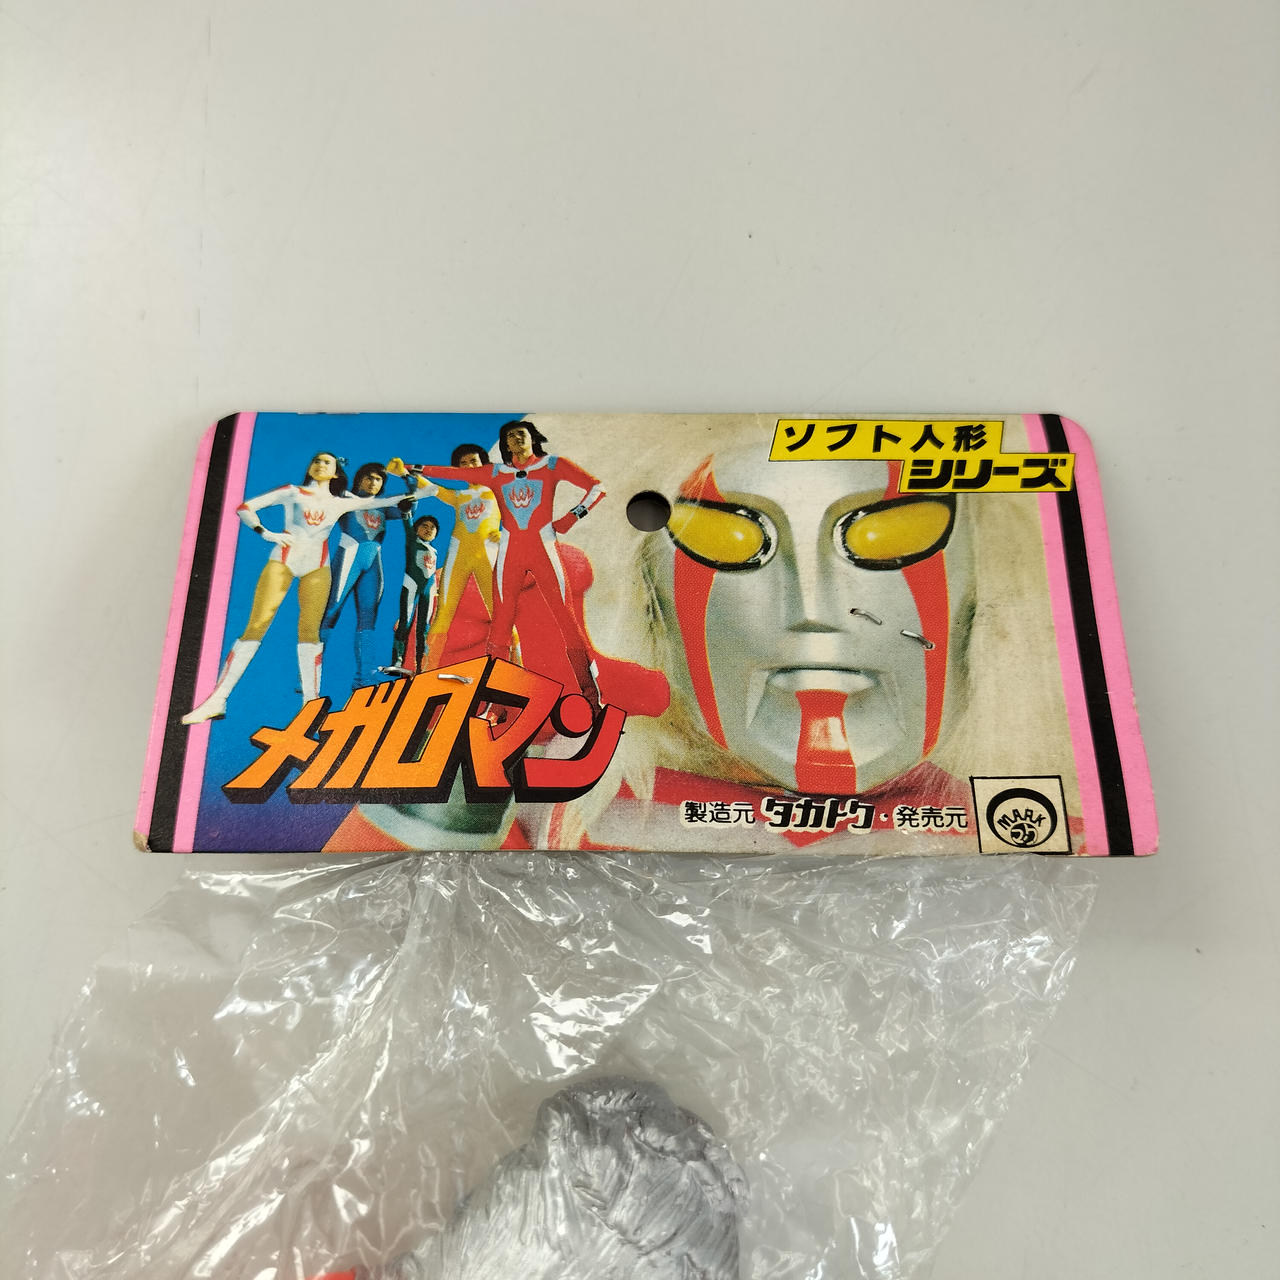 ソフト人形
シリーズ
メガロマン
製造元 タカトク・発売元
MARK